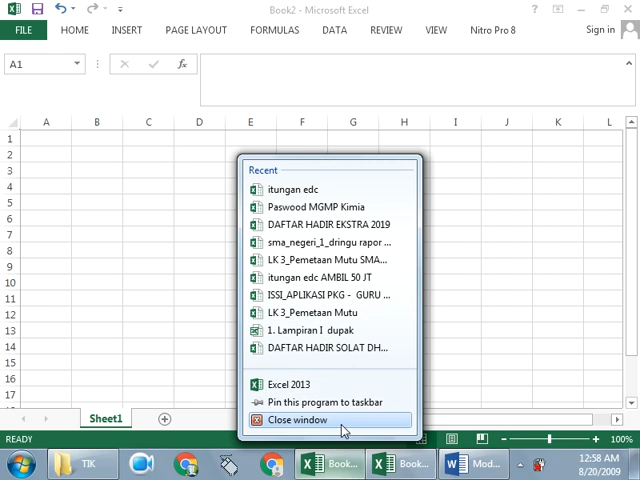 Book2 - Microsoft Excel
FILE HOME INSERT PAGE LAYOUT FORMULAS DATA REVIEW VIEW Nitro Pro 8 Sign in
A1 fx
A B C D E F G H I J K L
1
2
3
4
5
6
7
8
9
10
11
12
13
14
15
16
17
Recent
itungan edc
Paswood MGMP Kimia
DAFTAR HADIR EKSTRA 2019
sma_negeri_1_dringu rapor ...
LK 3_Pemetaan Mutu SMA...
itungan edc AMBIL 50 JT
ISSI_APLIKASI PKG - GURU ...
LK 3_Pemetaan Mutu
1. Lampiran I dupak
DAFTAR HADIR SOLAT DH...
Excel 2013
Pin this program to taskbar
Close window
Sheet1
READY 100%
TIK Book... Book... Mod... 12:58 AM
8/20/2009